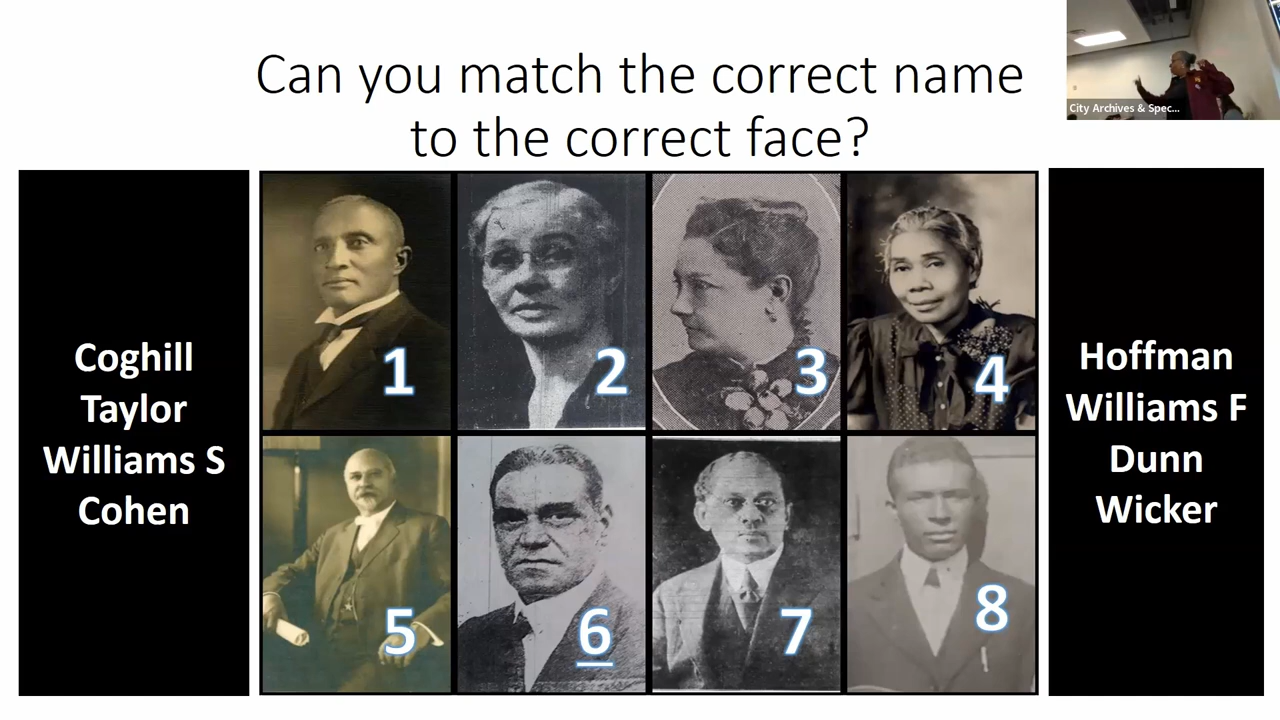 Can you match the correct name
to the correct face?
City Archives & Spec...
Coghill
Taylor
Williams S
Cohen
1
2
3
4
5
6
7
8
Hoffman
Williams F
Dunn
Wicker